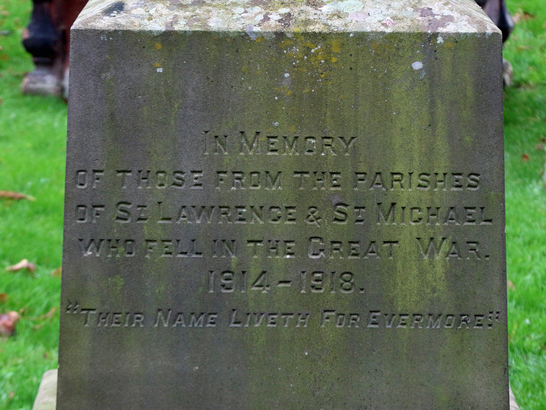 IN MEMORY
OF THOSE FROM THE PARISHES
OF ST. LAWRENCE & ST. MICHAEL
WHO FELL IN THE GREAT WAR.
1914-1918.
"THEIR NAME LIVETH FOR EVERMORE"